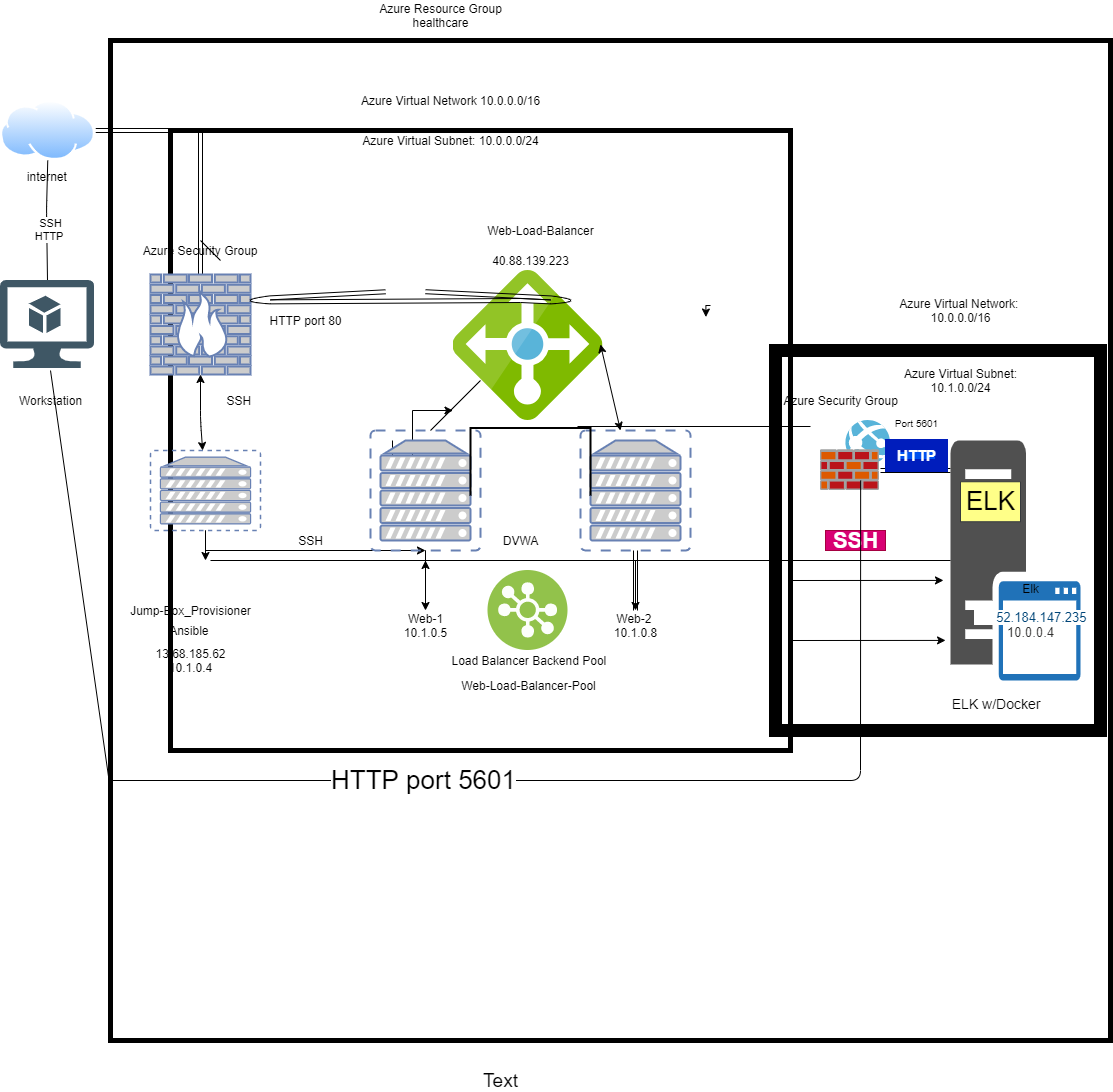 Azure Resource Group
healthcare
Azure Virtual Network 10.0.0.0/16
Azure Virtual Subnet: 10.0.0.0/24
internet
SSH
HTTP
Azure Security Group
Web-Load-Balancer
40.88.139.223
HTTP port 80
Azure Virtual Network:
10.0.0.0/16
Azure Virtual Subnet:
10.1.0.0/24
Workstation
SSH
Azure Security Group
Port 5601
HTTP
ELK
SSH
SSH
DVWA
Jump-Box_Provisioner
Ansible
13.68.185.62
10.1.0.4
Web-1
10.1.0.5
Web-2
10.1.0.8
Load Balancer Backend Pool
Web-Load-Balancer-Pool
Elk
52.184.147.235
10.0.0.4
ELK w/Docker
HTTP port 5601
Text